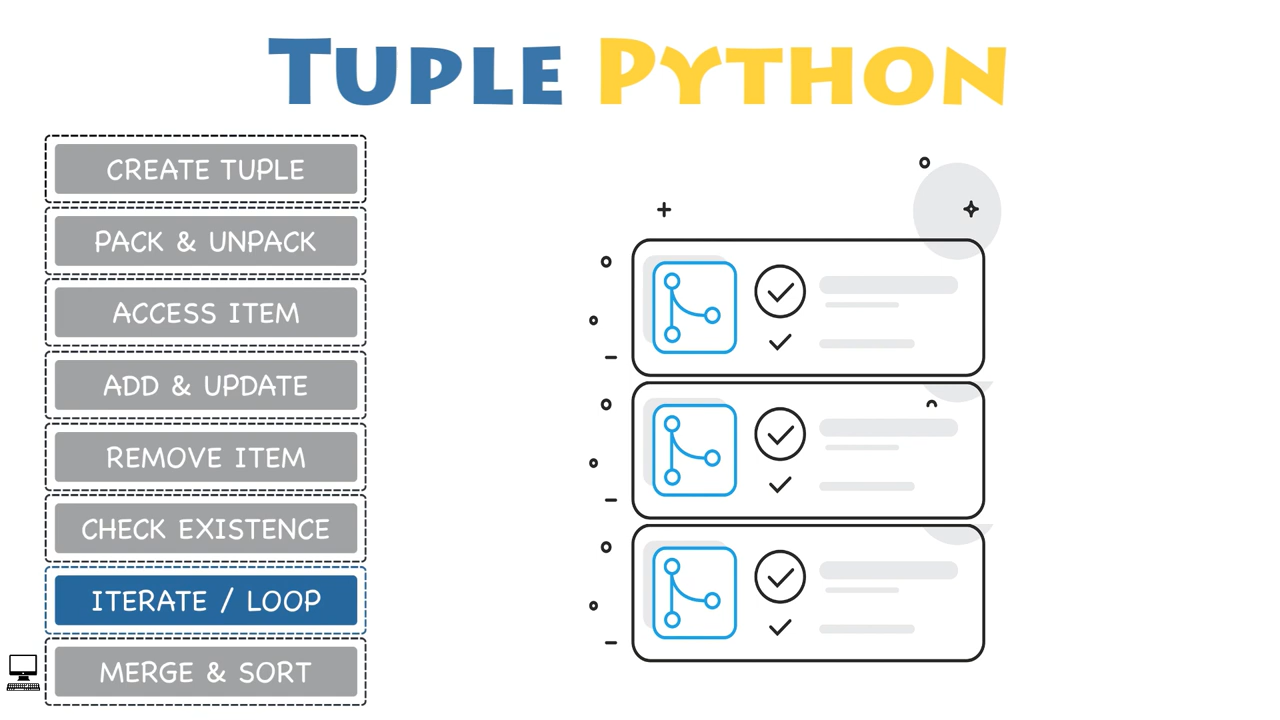 TUPLE PYTHON
CREATE TUPLE
PACK & UNPACK
ACCESS ITEM
ADD & UPDATE
REMOVE ITEM
CHECK EXISTENCE
ITERATE / LOOP
MERGE & SORT